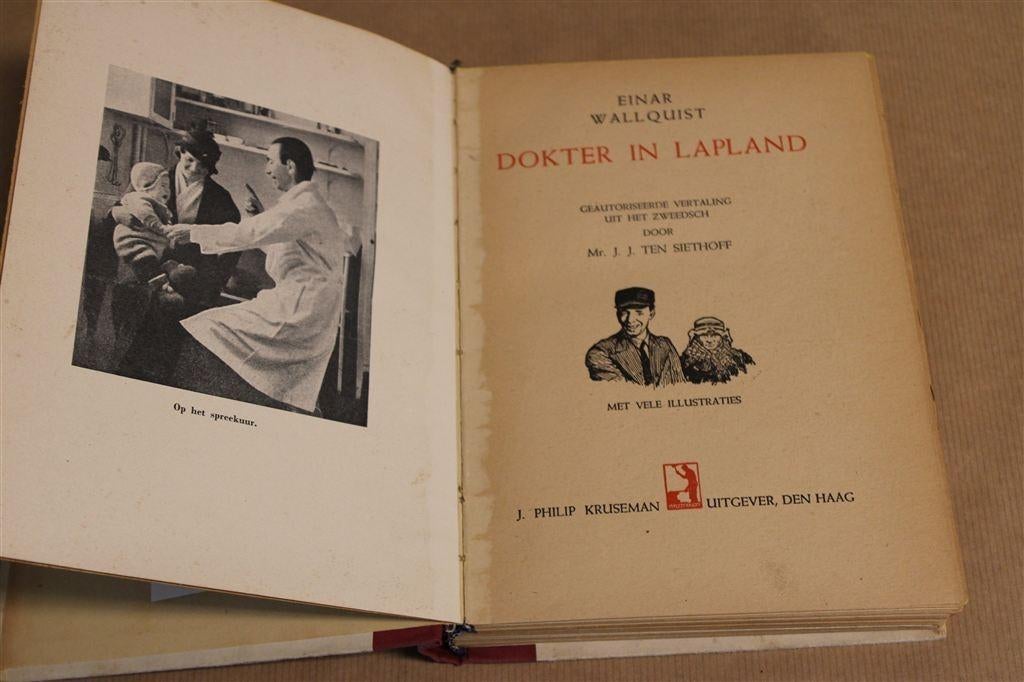 Op het spreekuur.
EINAR
WALLQUIST
DOKTER IN LAPLAND
GEAUTORISEERDE VERTALING
UIT HET ZWEEDSCH
DOOR
Mr. J. J. TEN SIETHOFF
MET VELE ILLUSTRATIES
J. PHILIP KRUSEMAN UITGEVER, DEN HAAG